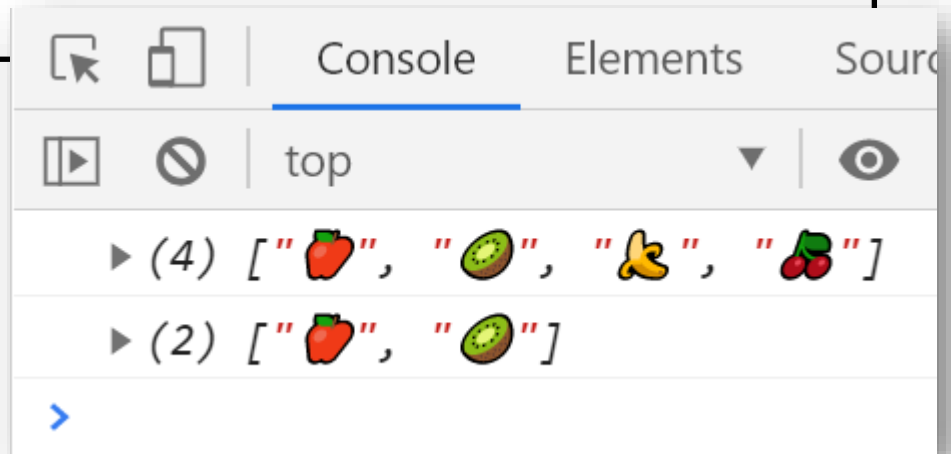 Console Elements Sourc
top
(4) ["🍎", "🥝", "🍌", "🍒"]
(2) ["🍎", "🥝"]
>